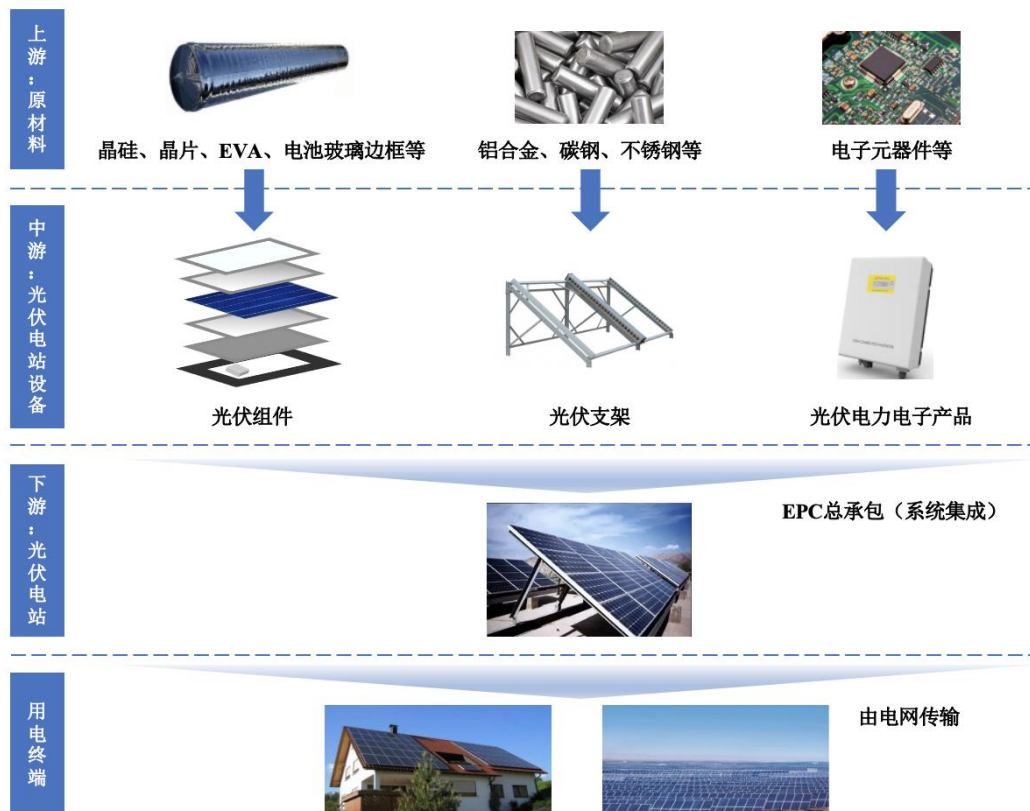 上游：原材料
晶硅、晶片、EVA、电池玻璃边框等
铝合金、碳钢、不锈钢等
电子元器件等
中游：光伏电站设备
光伏组件
光伏支架
光伏电力电子产品
下游：光伏电站
EPC总承包（系统集成）
用电终端
由电网传输